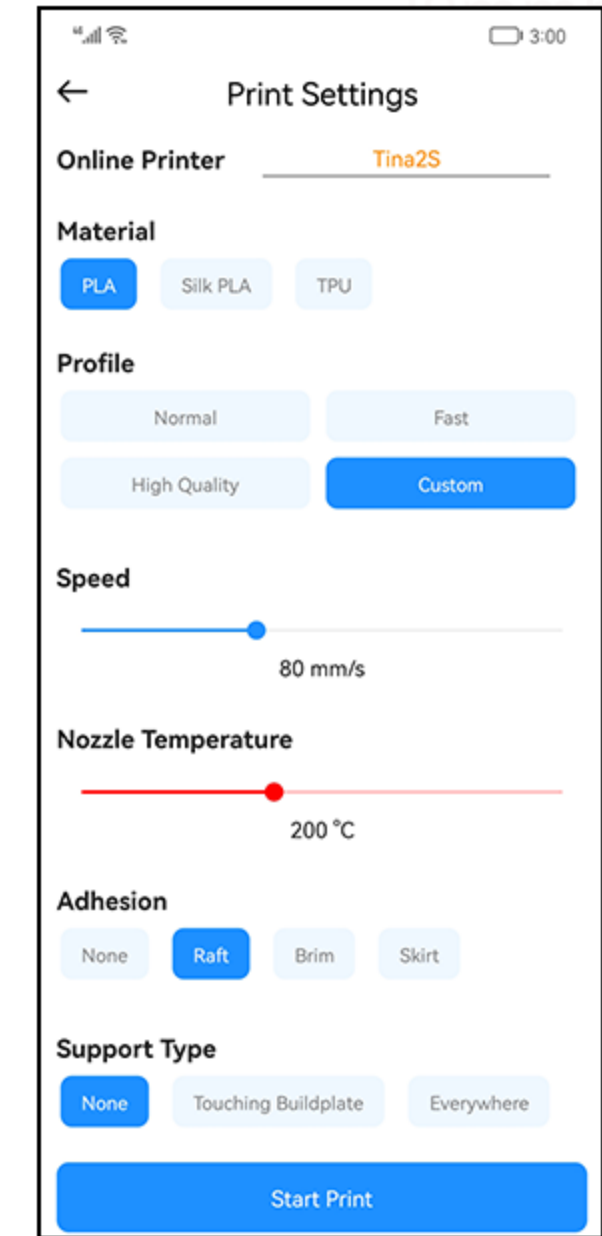 3:00
Print Settings
Online Printer Tina2S
Material
PLA Silk PLA TPU
Profile
Normal Fast
High Quality Custom
Speed
80 mm/s
Nozzle Temperature
200 °C
Adhesion
None Raft Brim Skirt
Support Type
None Touching Buildplate Everywhere
Start Print